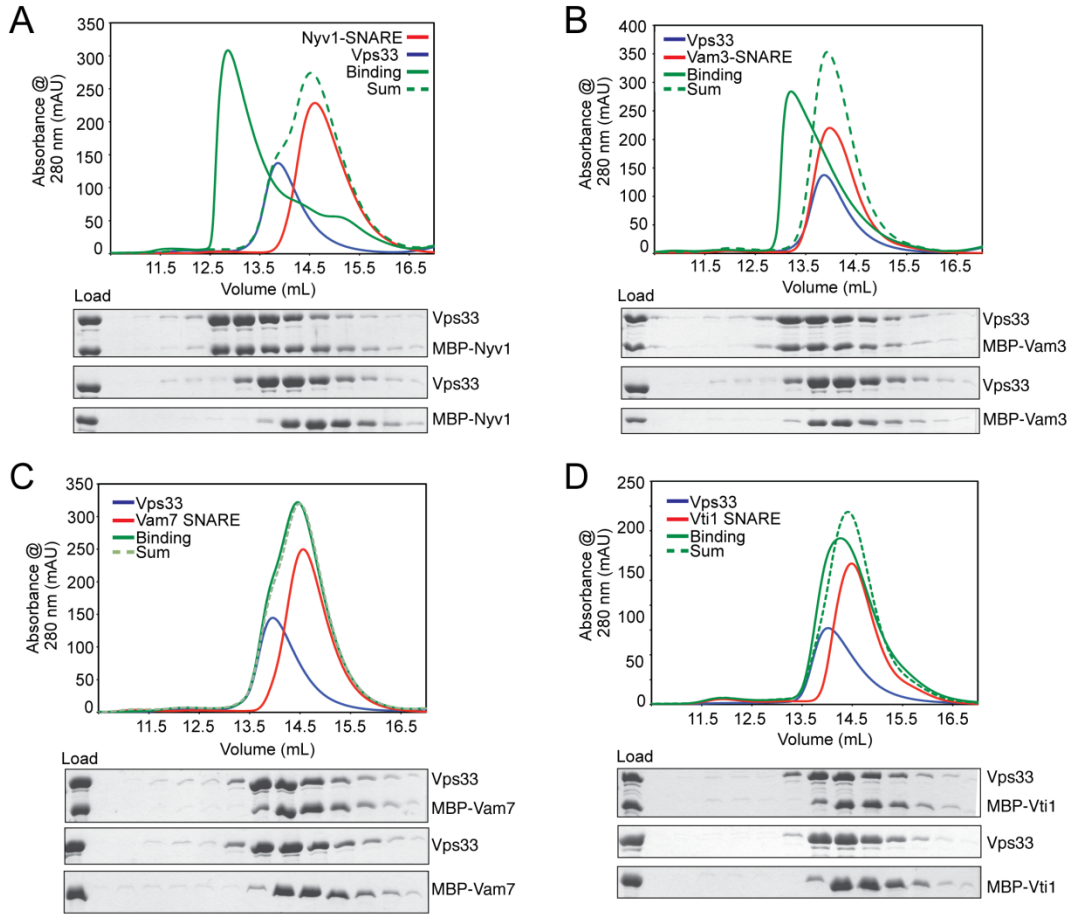 A
Absorbance @
280 nm (mAU)
350
300
250
200
150
100
50
0
Nyv1-SNARE
Vps33
Binding
Sum
11.5 12.5 13.5 14.5 15.5 16.5
Volume (mL)
Load
Vps33
MBP-Nyv1
Vps33
MBP-Nyv1
B
Absorbance @
280 nm (mAU)
400
350
300
250
200
150
100
50
0
Vps33
Vam3-SNARE
Binding
Sum
11.5 12.5 13.5 14.5 15.5 16.5
Volume (mL)
Load
Vps33
MBP-Vam3
Vps33
MBP-Vam3
C
Absorbance @
280 nm (mAU)
350
300
250
200
150
100
50
0
Vps33
Vam7 SNARE
Binding
Sum
11.5 12.5 13.5 14.5 15.5 16.5
Volume (mL)
Load
Vps33
MBP-Vam7
Vps33
MBP-Vam7
D
Absorbance @
280 nm (mAU)
250
200
150
100
50
0
Vps33
Vti1 SNARE
Binding
Sum
11.5 12.5 13.5 14.5 15.5 16.5
Volume (mL)
Load
Vps33
MBP-Vti1
Vps33
MBP-Vti1